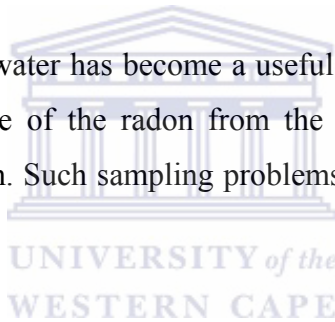 water has become a useful
e of the radon from the
n. Such sampling problems
UNIVERSITY of the
WESTERN CAPE